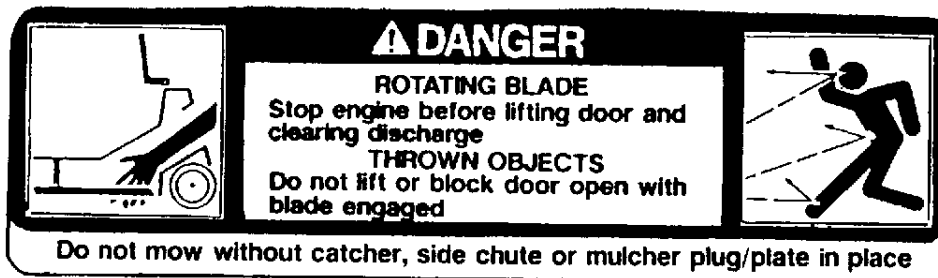 DANGER
ROTATING BLADE
Stop engine before lifting door and
clearing discharge
THROWN OBJECTS
Do not lift or block door open with
blade engaged
Do not mow without catcher, side chute or mulcher plug/plate in place